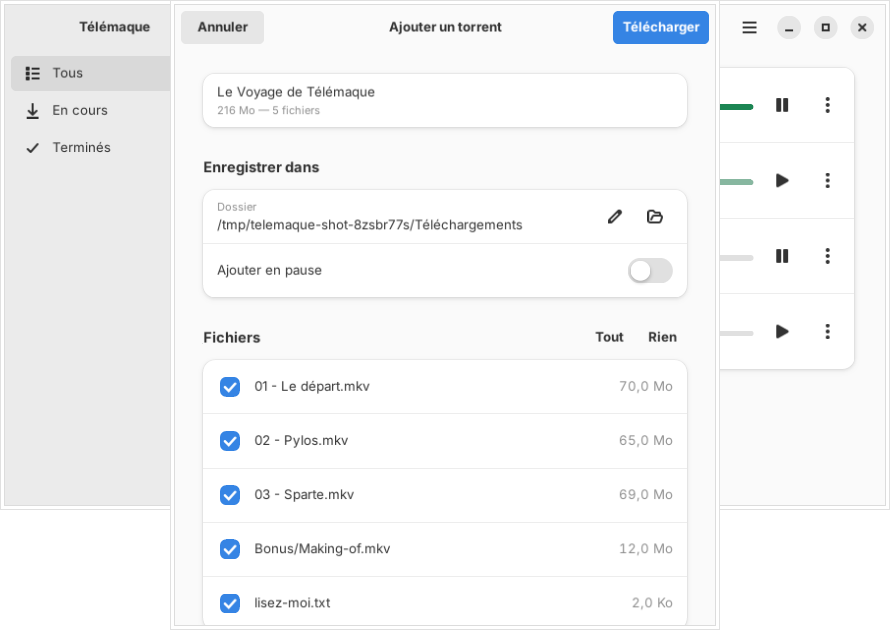 Télémaque
Tous
En cours
Terminés
Annuler
Ajouter un torrent
Télécharger
Le Voyage de Télémaque
216 Mo — 5 fichiers
Enregistrer dans
Dossier
/tmp/telemaque-shot-8zsbr77s/Téléchargements
Ajouter en pause
Fichiers
Tout
Rien
01 - Le départ.mkv 70,0 Mo
02 - Pylos.mkv 65,0 Mo
03 - Sparte.mkv 69,0 Mo
Bonus/Making-of.mkv 12,0 Mo
lisez-moi.txt 2,0 Ko